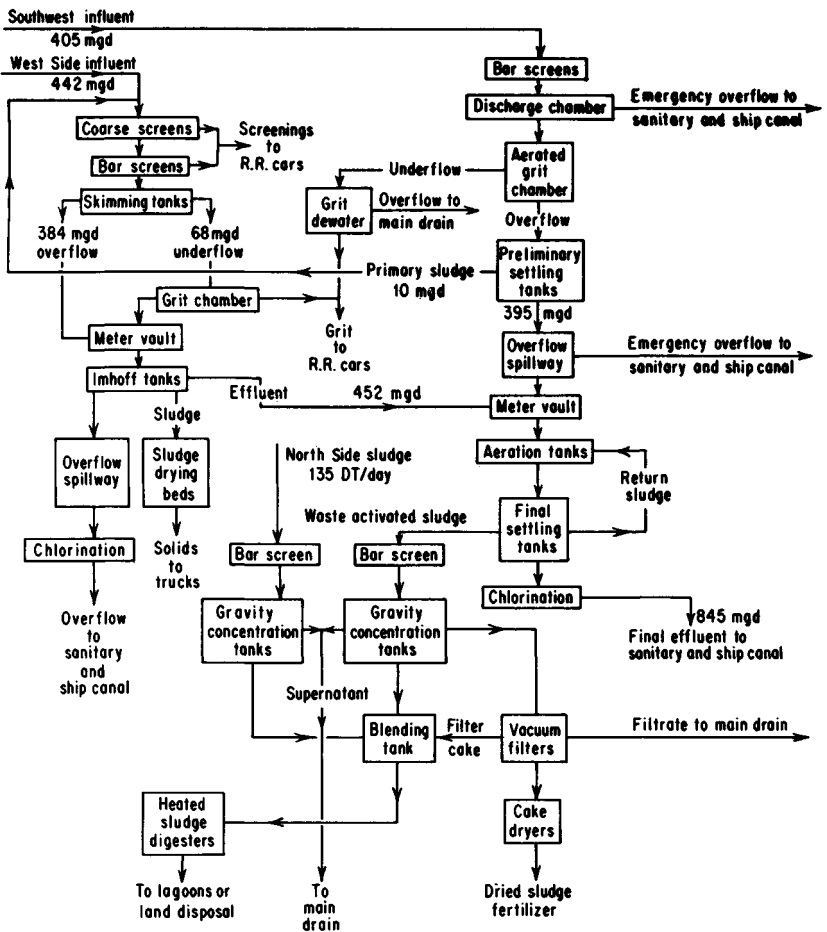 Southwest influent
405 mgd
West Side influent
442 mgd
Bar screens
Discharge chamber
Emergency overflow to
sanitary and ship canal
Coarse screens
Screenings
to
R.R. cars
Bar screens
Skimming tanks
384 mgd
overflow
68mgd
underflow
Underflow
Aerated
grit
chamber
Grit
dewater
Overflow to
main drain
Overflow
Primary sludge
10 mgd
Preliminary
settling
tanks
395 mgd
Grit chamber
Grit
to
R.R. cars
Meter vault
Overflow
spillway
Emergency overflow to
sanitary and ship canal
Imhoff tanks
Effluent
452 mgd
Meter vault
Sludge
Overflow
spillway
Sludge
drying
beds
North Side sludge
135 DT/day
Aeration tanks
Return
sludge
Waste activated sludge
Final
settling
tanks
Chlorination
Solids
to
trucks
Bar screen
Bar screen
Chlorination
845 mgd
Final effluent to
sanitary and ship canal
Overflow
to
sanitary
and
ship canal
Gravity
concentration
tanks
Gravity
concentration
tanks
Supernatant
Blending
tank
Filter
cake
Vacuum
filters
Filtrate to main drain
Heated
sludge
digesters
Cake
dryers
To lagoons or
land disposal
To
main
drain
Dried sludge
fertilizer